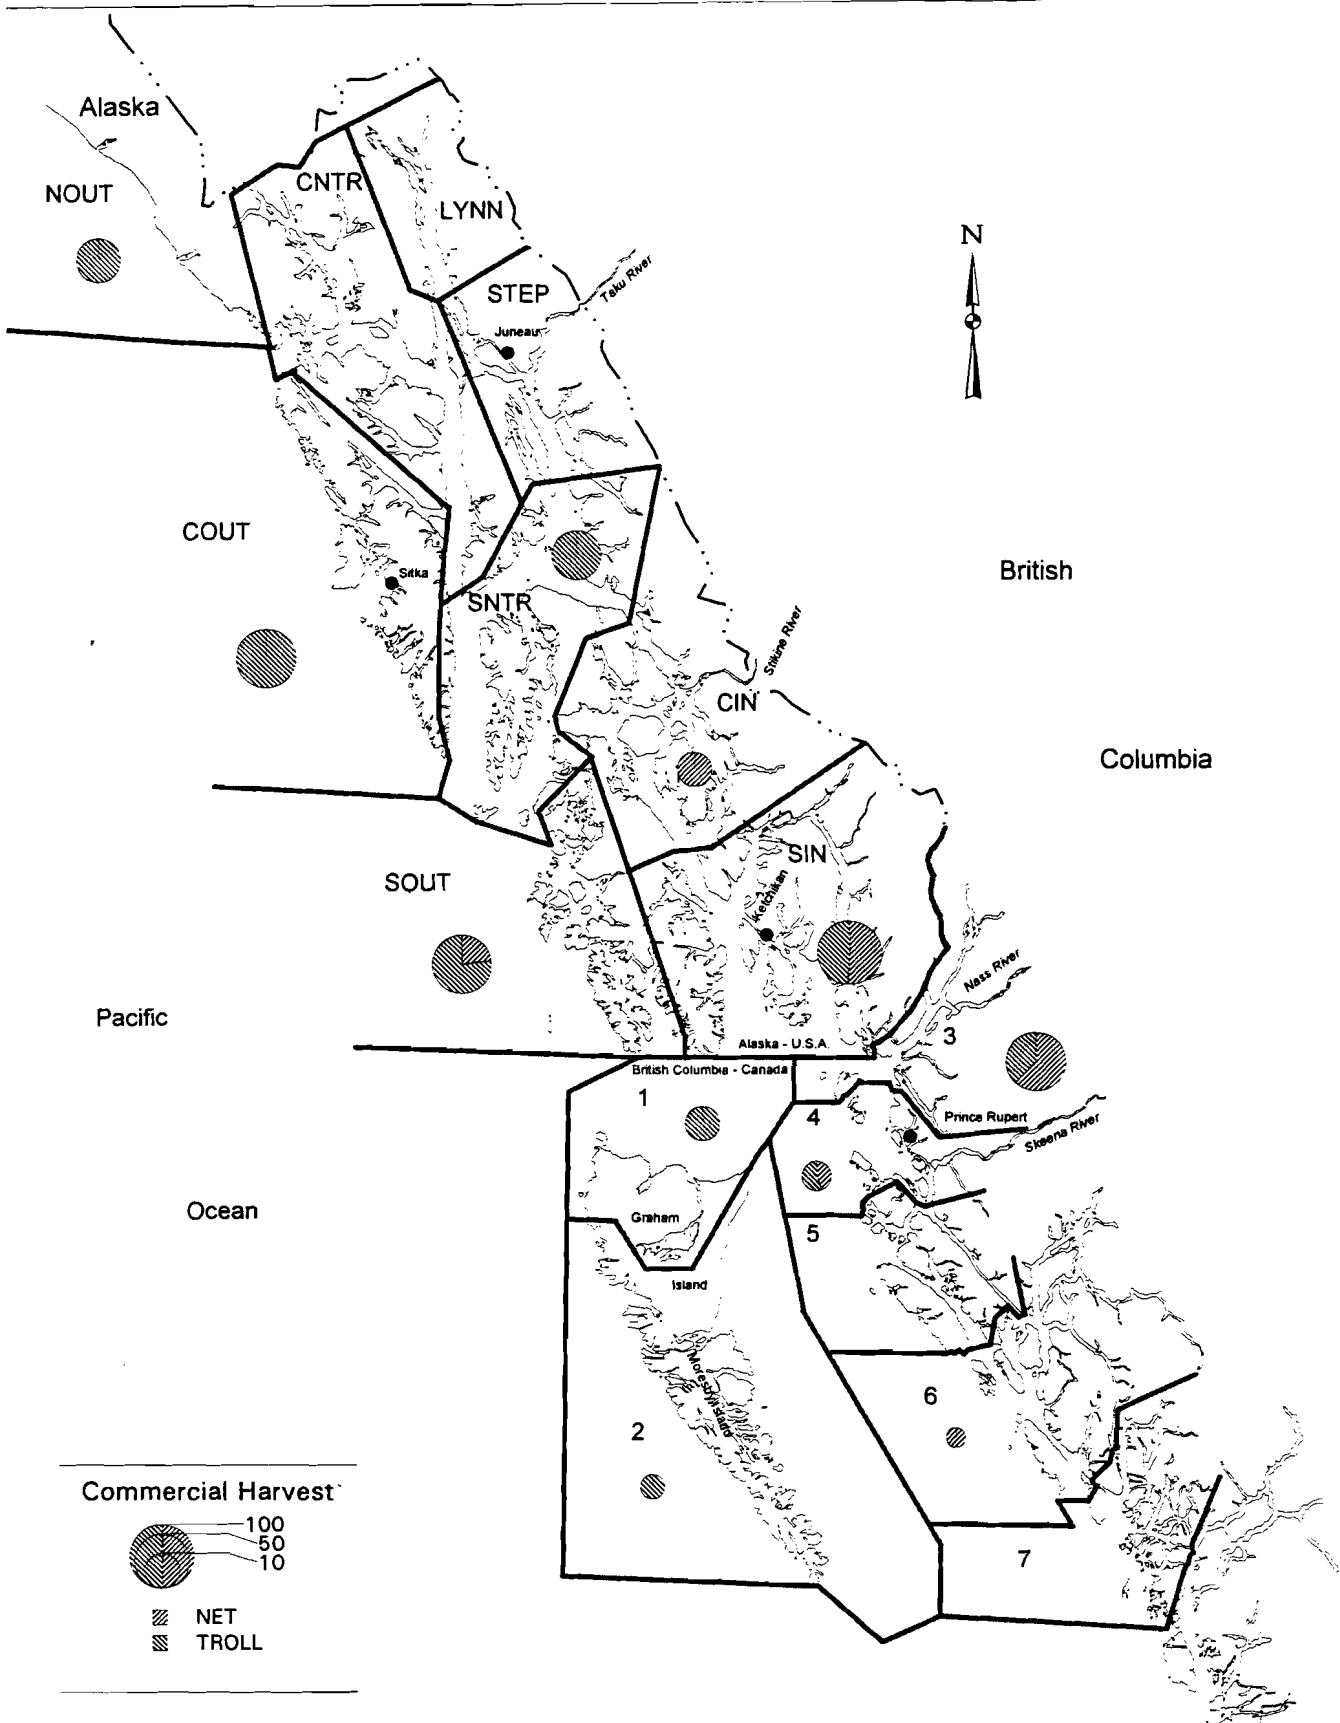 Alaska
NOUT
CNTR
LYNN
N
STEP
Taku River
Juneau
COUT
Sitka
British
SNTR
Stikine River
CIN
Columbia
SIN
SOUT
Ketchikan
Nass River
Pacific
3
Alaska - U.S.A.
British Columbia - Canada
1
4
Prince Rupert
Skeena River
Ocean
Graham
5
Island
Moresby Island
6
2
Commercial Harvest
100
50
10
7
NET
TROLL